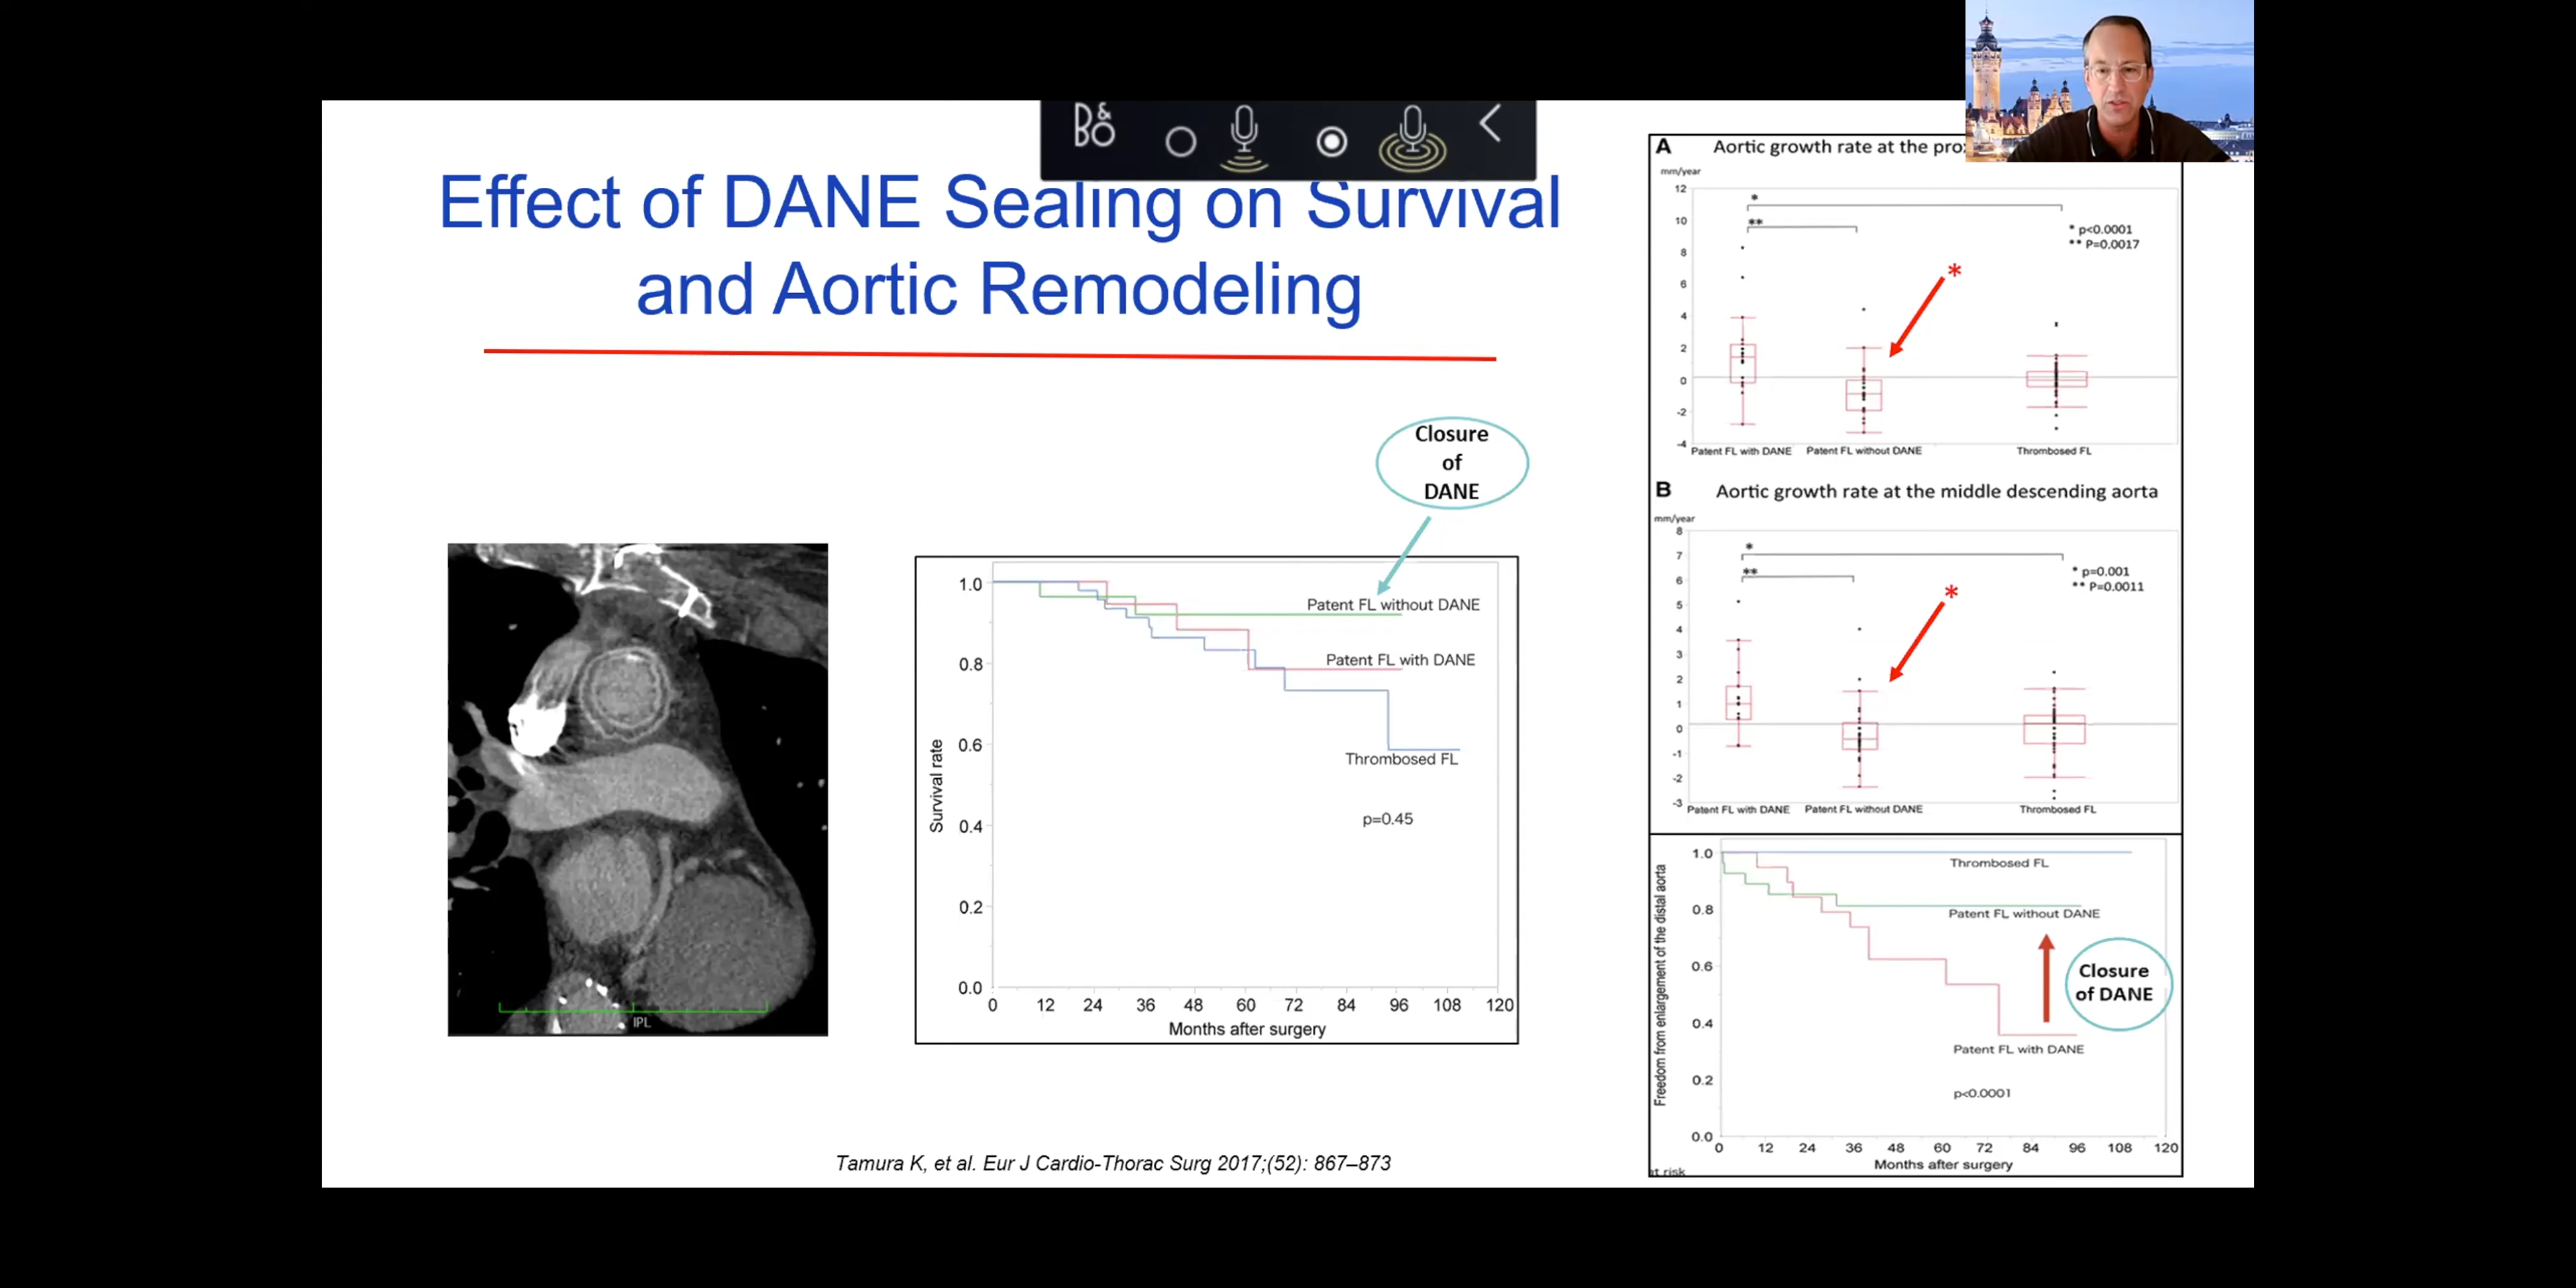 B&O
Effect of DANE Sealing on Survival
and Aortic Remodeling
Closure
of
DANE
IPL
1.0
0.8
0.6
0.4
0.2
0.0
Survival rate
Patent FL without DANE
Patent FL with DANE
Thrombosed FL
p=0.45
0 12 24 36 48 60 72 84 96 108 120
Months after surgery
Tamura K, et al. Eur J Cardio-Thorac Surg 2017;(52): 867–873
A Aortic growth rate at the
mm/year
12
10
8
6
4
2
0
-2
-4
*
**
* p<0.0001
** P=0.0017
*
Patent FL with DANE Patent FL without DANE Thrombosed FL
B Aortic growth rate at the middle descending aorta
mm/year
8
7
6
5
4
3
2
1
0
-1
-2
-3
*
**
* p=0.001
** P=0.0011
*
Patent FL with DANE Patent FL without DANE Thrombosed FL
Freedom from enlargement of the distal aorta
1.0
0.8
0.6
0.4
0.2
0.0
Thrombosed FL
Patent FL without DANE
Closure
of DANE
Patent FL with DANE
p<0.0001
0 12 24 36 48 60 72 84 96 108 120
Months after surgery
at risk